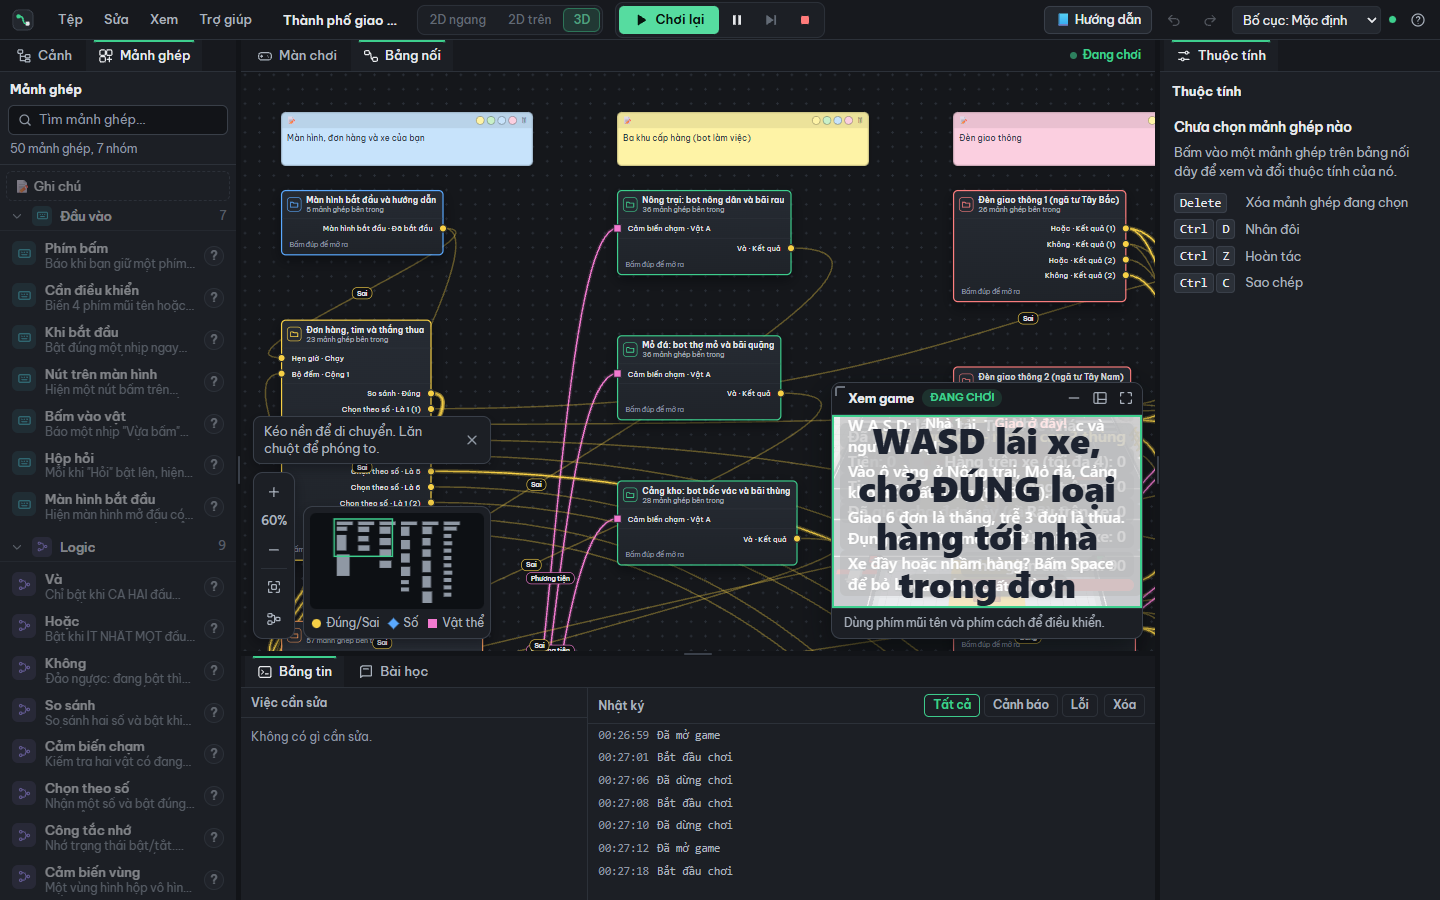 Tệp Sửa Xem Trợ giúp Thành phố giao ... 2D ngang 2D trên 3D Chơi lại Hướng dẫn Bố cục: Mặc định
Cảnh Mảnh ghép
Màn chơi Bảng nối Đang chơi
Thuộc tính
Mảnh ghép
Tìm mảnh ghép...
50 mảnh ghép, 7 nhóm
Ghi chú
Đầu vào 7
Phím bấm
Báo khi bạn giữ một phím...
Cần điều khiển
Biến 4 phím mũi tên hoặc...
Khi bắt đầu
Bật đúng một nhịp ngay...
Nút trên màn hình
Hiện một nút bấm trên...
Bấm vào vật
Báo một nhịp "Vừa bấm"...
Hộp hỏi
Mỗi khi "Hỏi" bật lên, hiện...
Màn hình bắt đầu
Hiện màn hình mở đầu có...
Logic 9
Và
Chỉ bật khi CẢ HAI đầu...
Hoặc
Bật khi ÍT NHẤT MỘT đầu...
Không
Đảo ngược: đang bật thì...
So sánh
So sánh hai số và bật khi...
Cảm biến chạm
Kiểm tra hai vật có đang...
Chọn theo số
Nhận một số và bật đúng...
Công tắc nhớ
Nhớ trạng thái bật/tắt....
Cảm biến vùng
Một vùng hình hộp vô hìn...
Màn hình, đơn hàng và xe của bạn
Ba khu cấp hàng (bot làm việc)
Đèn giao thông
Màn hình bắt đầu và hướng dẫn
5 mảnh ghép bên trong
Màn hình bắt đầu · Đã bắt đầu
Bấm đúp để mở ra
Sai
Đơn hàng, tim và thắng thua
23 mảnh ghép bên trong
Hẹn giờ · Chạy
Bộ đếm · Cộng 1
So sánh · Đúng
Chọn theo số · Là 1 (1)
Kéo nền để di chuyển. Lăn
chuột để phóng to.
Sai
Chọn theo số · Là 5
Chọn theo số · Là 6
Chọn theo số · Là 1 (2)
60%
Đúng/Sai Số Vật thể
57 mảnh ghép bên
Sai
Nông trại: bot nông dân và bãi rau
36 mảnh ghép bên trong
Cảm biến chạm · Vật A
Và · Kết quả
Bấm đúp để mở ra
Mỏ đá: bot thợ mỏ và bãi quặng
36 mảnh ghép bên trong
Cảm biến chạm · Vật A
Và · Kết quả
Bấm đúp để mở ra
Sai
Cảng kho: bot bốc vác và bãi thùng
28 mảnh ghép bên trong
Cảm biến chạm · Vật A
Và · Kết quả
Bấm đúp để mở ra
Sai
Phương tiện
Sai
Đèn giao thông 1 (ngã tư Tây Bắc)
26 mảnh ghép bên trong
Hoặc · Kết quả (1)
Không · Kết quả (1)
Hoặc · Kết quả (2)
Không · Kết quả (2)
Bấm đúp để mở ra
Sai
Đèn giao thông 2 (ngã tư Tây Nam)
Xem game ĐANG CHƠI
WASD lái xe,
chở ĐÚNG loại
hàng tới nhà
trong đơn
Giao 6 đơn là thắng, trễ 3 đơn là thua.
Xe đầy hoặc nhầm hàng? Bấm Space
Dùng phím mũi tên và phím cách để điều khiển.
Thuộc tính
Chưa chọn mảnh ghép nào
Bấm vào một mảnh ghép trên bảng nối
dây để xem và đổi thuộc tính của nó.
Delete Xóa mảnh ghép đang chọn
Ctrl D Nhân đôi
Ctrl Z Hoàn tác
Ctrl C Sao chép
Bảng tin Bài học
Việc cần sửa
Không có gì cần sửa.
Nhật ký Tất cả Cảnh báo Lỗi Xóa
00:26:59 Đã mở game
00:27:01 Bắt đầu chơi
00:27:06 Đã dừng chơi
00:27:08 Bắt đầu chơi
00:27:10 Đã dừng chơi
00:27:12 Đã mở game
00:27:18 Bắt đầu chơi